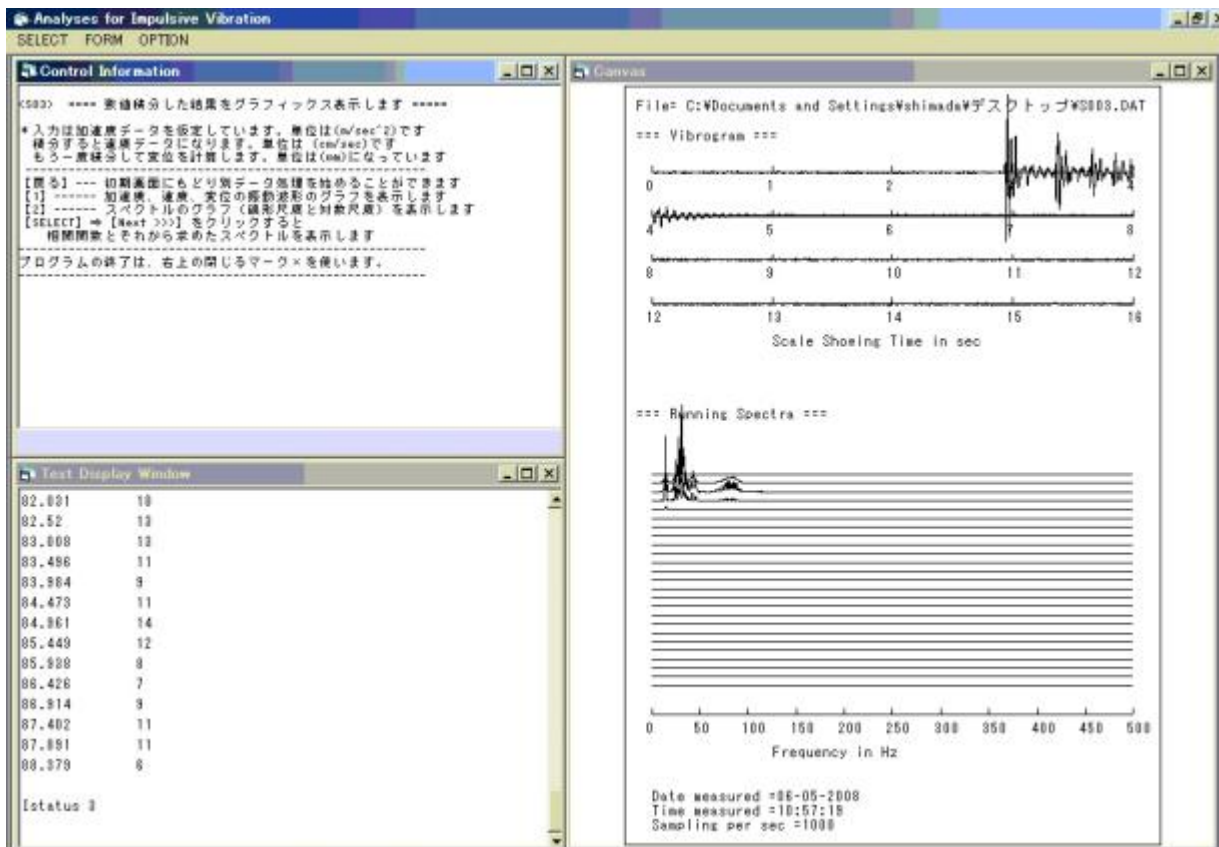 Analyses for Impulsive Vibration
SELECT FORM OPTION
Control Information
<S03> ---- 数値積分した結果をグラフィックス表示します -----
* 入力は加速度データを仮定しています。単位は(m/sec^2)です
積分すると速度データになります。単位は (cm/sec)です
もう一度積分して変位を計算します。単位は(mm)になっています
[戻る] --- 初期画面にもどり別データ処理を始めることができます
[1] ------ 加速度、速度、変位の振動波形のグラフを表示します
[2] ------ スペクトルのグラフ（線形尺度と対数尺度）を表示します
[SELECT] ⇒ [Next >>>] をクリックすると
相関関数とそれから求めたスペクトルを表示します
プログラムの終了は、右上の閉じるマーク×を使います。
Text Display Window
82.031 10
82.52 13
83.008 13
83.496 11
83.984 9
84.473 11
84.961 14
85.449 12
85.938 8
86.426 7
86.914 9
87.402 11
87.891 11
88.379 6
Istatus 3
Canvas
File= C:¥Documents and Settings¥shimada¥デスクトップ¥S003.DAT
=== Vibrogram ===
0 1 2 4
4 5 6 7 8
8 9 10 11 12
12 13 14 15 16
Scale Showing Time in sec
=== Running Spectra ===
0 50 100 150 200 250 300 350 400 450 500
Frequency in Hz
Date measured =06-05-2008
Time measured =10:57:19
Sampling per sec =1000